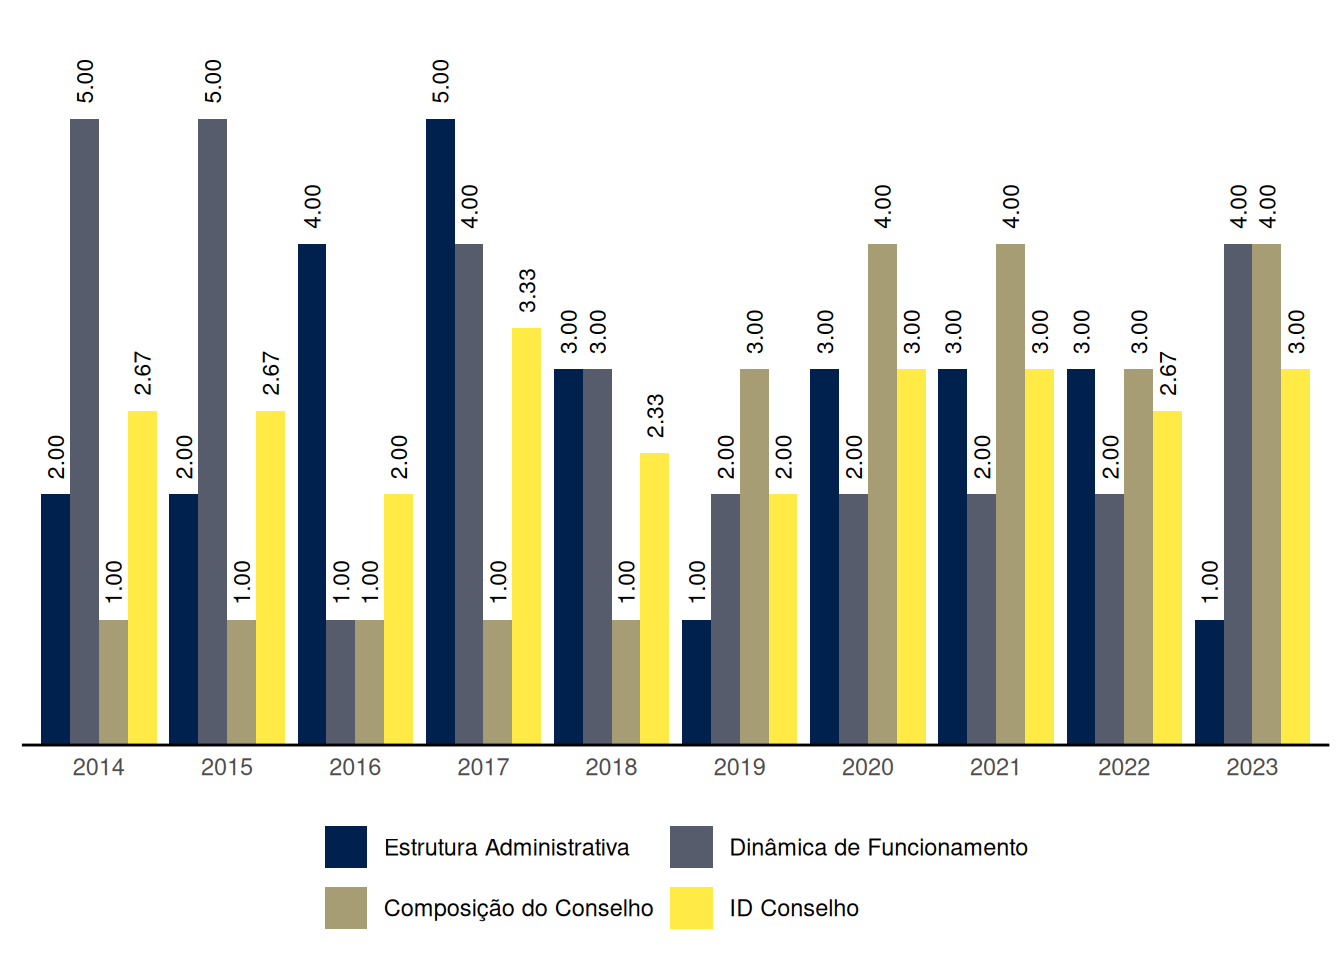 5.00 5.00 5.00
4.00 4.00 4.00 4.00 4.00 4.00
3.33
3.00 3.00 3.00 3.00 3.00 3.00 3.00 3.00 3.00 3.00
2.67 2.67 2.67
2.33
2.00 2.00 2.00 2.00 2.00 2.00 2.00 2.00
1.00 1.00 1.00 1.00 1.00 1.00 1.00 1.00
2014 2015 2016 2017 2018 2019 2020 2021 2022 2023
Estrutura Administrativa Dinâmica de Funcionamento
Composição do Conselho ID Conselho